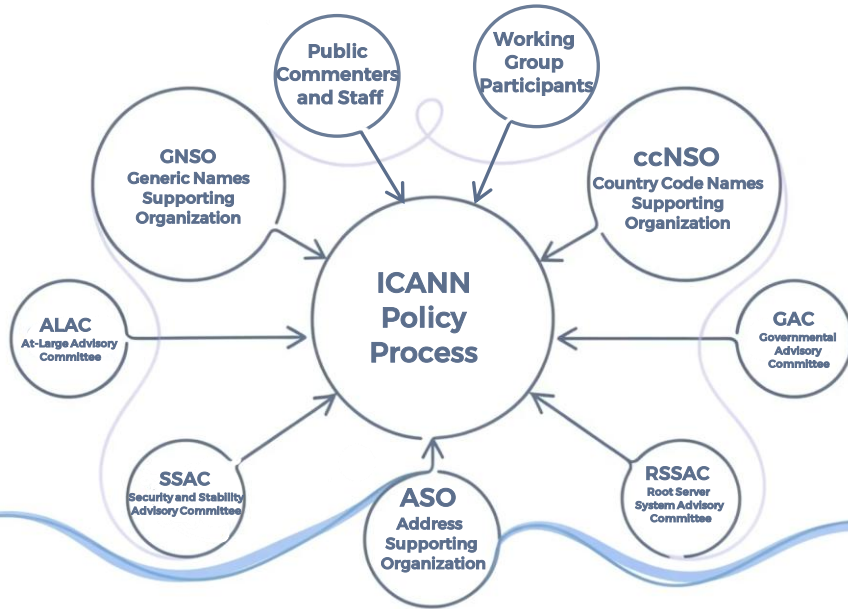 Public
Commenters
and Staff
Working
Group
Participants
GNSO
Generic Names
Supporting
Organization
ccNSO
Country Code Names
Supporting
Organization
ICANN
Policy
Process
ALAC
At-Large Advisory
Committee
GAC
Governmental
Advisory
Committee
SSAC
Security and Stability
Advisory Committee
ASO
Address
Supporting
Organization
RSSAC
Root Server
System Advisory
Committee